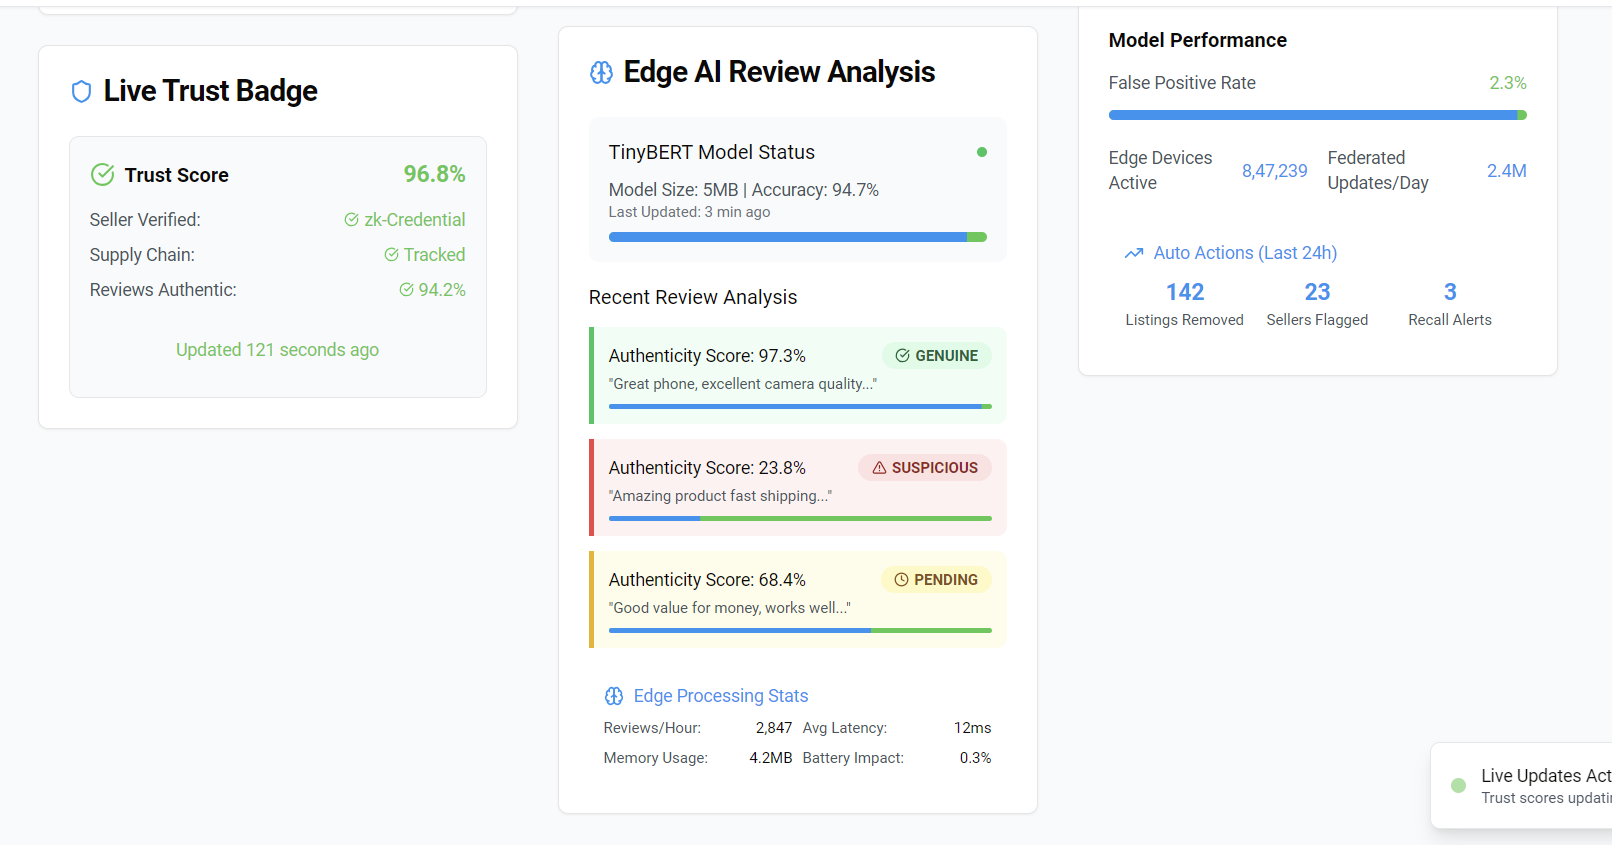 Live Trust Badge
Trust Score 96.8%
Seller Verified: zk-Credential
Supply Chain: Tracked
Reviews Authentic: 94.2%
Updated 121 seconds ago
Edge AI Review Analysis
TinyBERT Model Status
Model Size: 5MB | Accuracy: 94.7%
Last Updated: 3 min ago
Recent Review Analysis
Authenticity Score: 97.3% GENUINE
"Great phone, excellent camera quality..."
Authenticity Score: 23.8% SUSPICIOUS
"Amazing product fast shipping..."
Authenticity Score: 68.4% PENDING
"Good value for money, works well..."
Edge Processing Stats
Reviews/Hour: 2,847 Avg Latency: 12ms
Memory Usage: 4.2MB Battery Impact: 0.3%
Model Performance
False Positive Rate 2.3%
Edge Devices
Active
8,47,239
Federated
Updates/Day
2.4M
Auto Actions (Last 24h)
142 23 3
Listings Removed Sellers Flagged Recall Alerts
Live Updates Act
Trust scores updatin